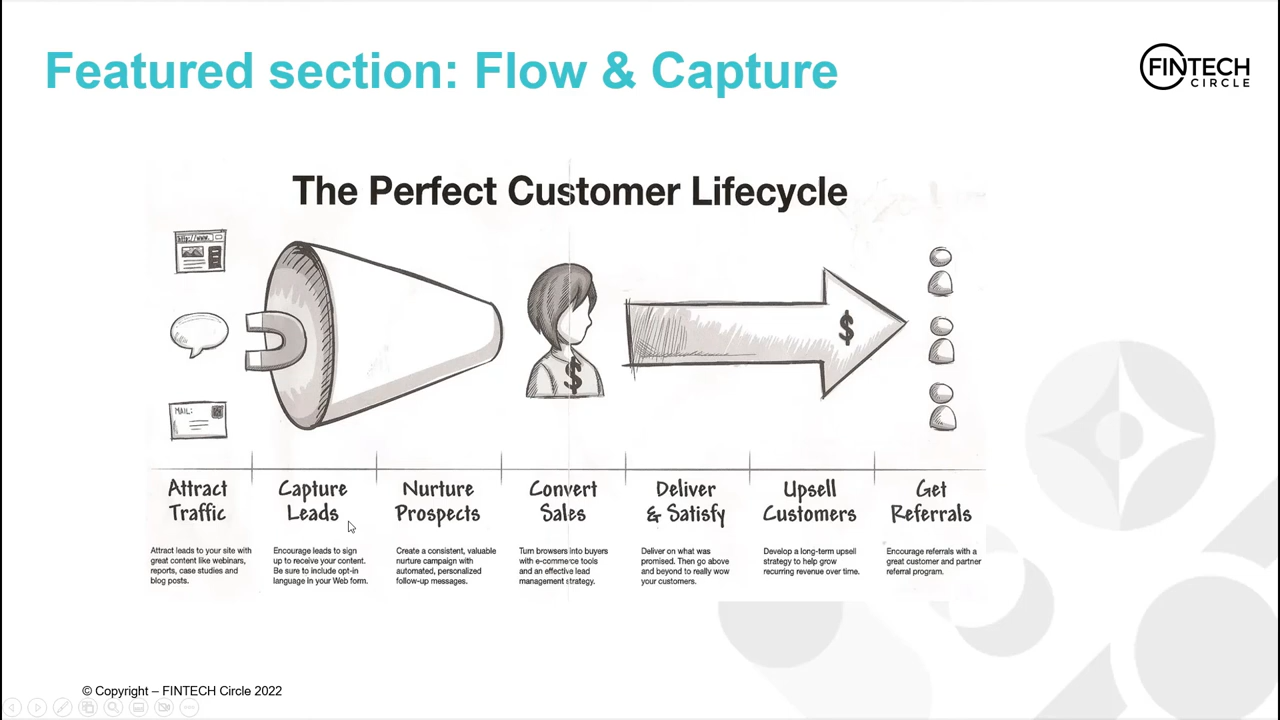 Featured section: Flow & Capture
FINTECH
CIRCLE
The Perfect Customer Lifecycle
http://www.
MAIL:
$
$
Attract
Traffic
Attract leads to your site with
great content like webinars,
reports, case studies and
blog posts.
Capture
Leads
Encourage leads to sign
up to receive your content.
Be sure to include opt-in
language in your Web form.
Nurture
Prospects
Create a consistent, valuable
nurture campaign with
automated, personalized
follow-up messages.
Convert
Sales
Turn browsers into buyers
with e-commerce tools
and an effective lead
management strategy.
Deliver
& Satisfy
Deliver on what was
promised. Then go above
and beyond to really wow
your customers.
Upsell
Customers
Develop a long-term upsell
strategy to help grow
recurring revenue over time.
Get
Referrals
Encourage referrals with a
great customer and partner
referral program.
© Copyright – FINTECH Circle 2022